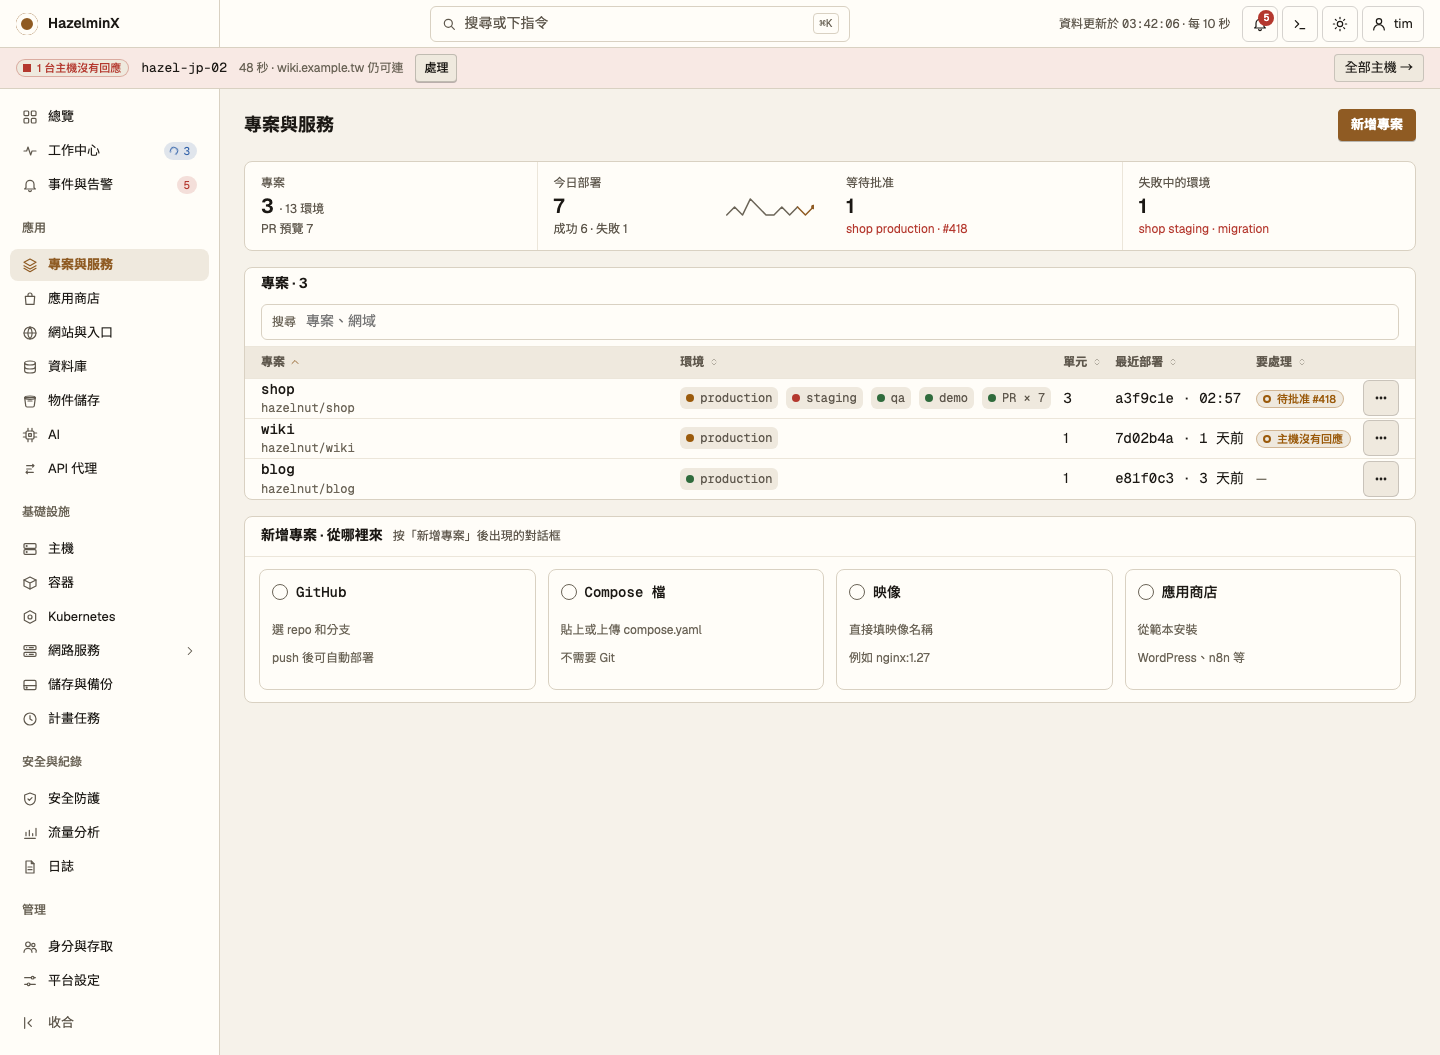 HazelminX
搜尋或下指令 ⌘K
資料更新於 03:42:06 · 每 10 秒
5
tim
1 台主機沒有回應 hazel-jp-02 48 秒 · wiki.example.tw 仍可連 處理
全部主機 →
總覽
工作中心 3
事件與告警 5
應用
專案與服務
應用商店
網站與入口
資料庫
物件儲存
AI
API 代理
基礎設施
主機
容器
Kubernetes
網路服務
儲存與備份
計畫任務
安全與紀錄
安全防護
流量分析
日誌
管理
身分與存取
平台設定
收合
專案與服務
新增專案
專案
3 · 13 環境
PR 預覽 7
今日部署
7
成功 6 · 失敗 1
等待批准
1
shop production · #418
失敗中的環境
1
shop staging · migration
專案 · 3
搜尋 專案、網域
專案 環境 單元 最近部署 要處理
shop production staging qa demo PR × 7 3 a3f9c1e · 02:57 待批准 #418
hazelnut/shop
wiki production 1 7d02b4a · 1 天前 主機沒有回應
hazelnut/wiki
blog production 1 e81f0c3 · 3 天前 —
hazelnut/blog
新增專案 · 從哪裡來 按「新增專案」後出現的對話框
GitHub
選 repo 和分支
push 後可自動部署
Compose 檔
貼上或上傳 compose.yaml
不需要 Git
映像
直接填映像名稱
例如 nginx:1.27
應用商店
從範本安裝
WordPress、n8n 等